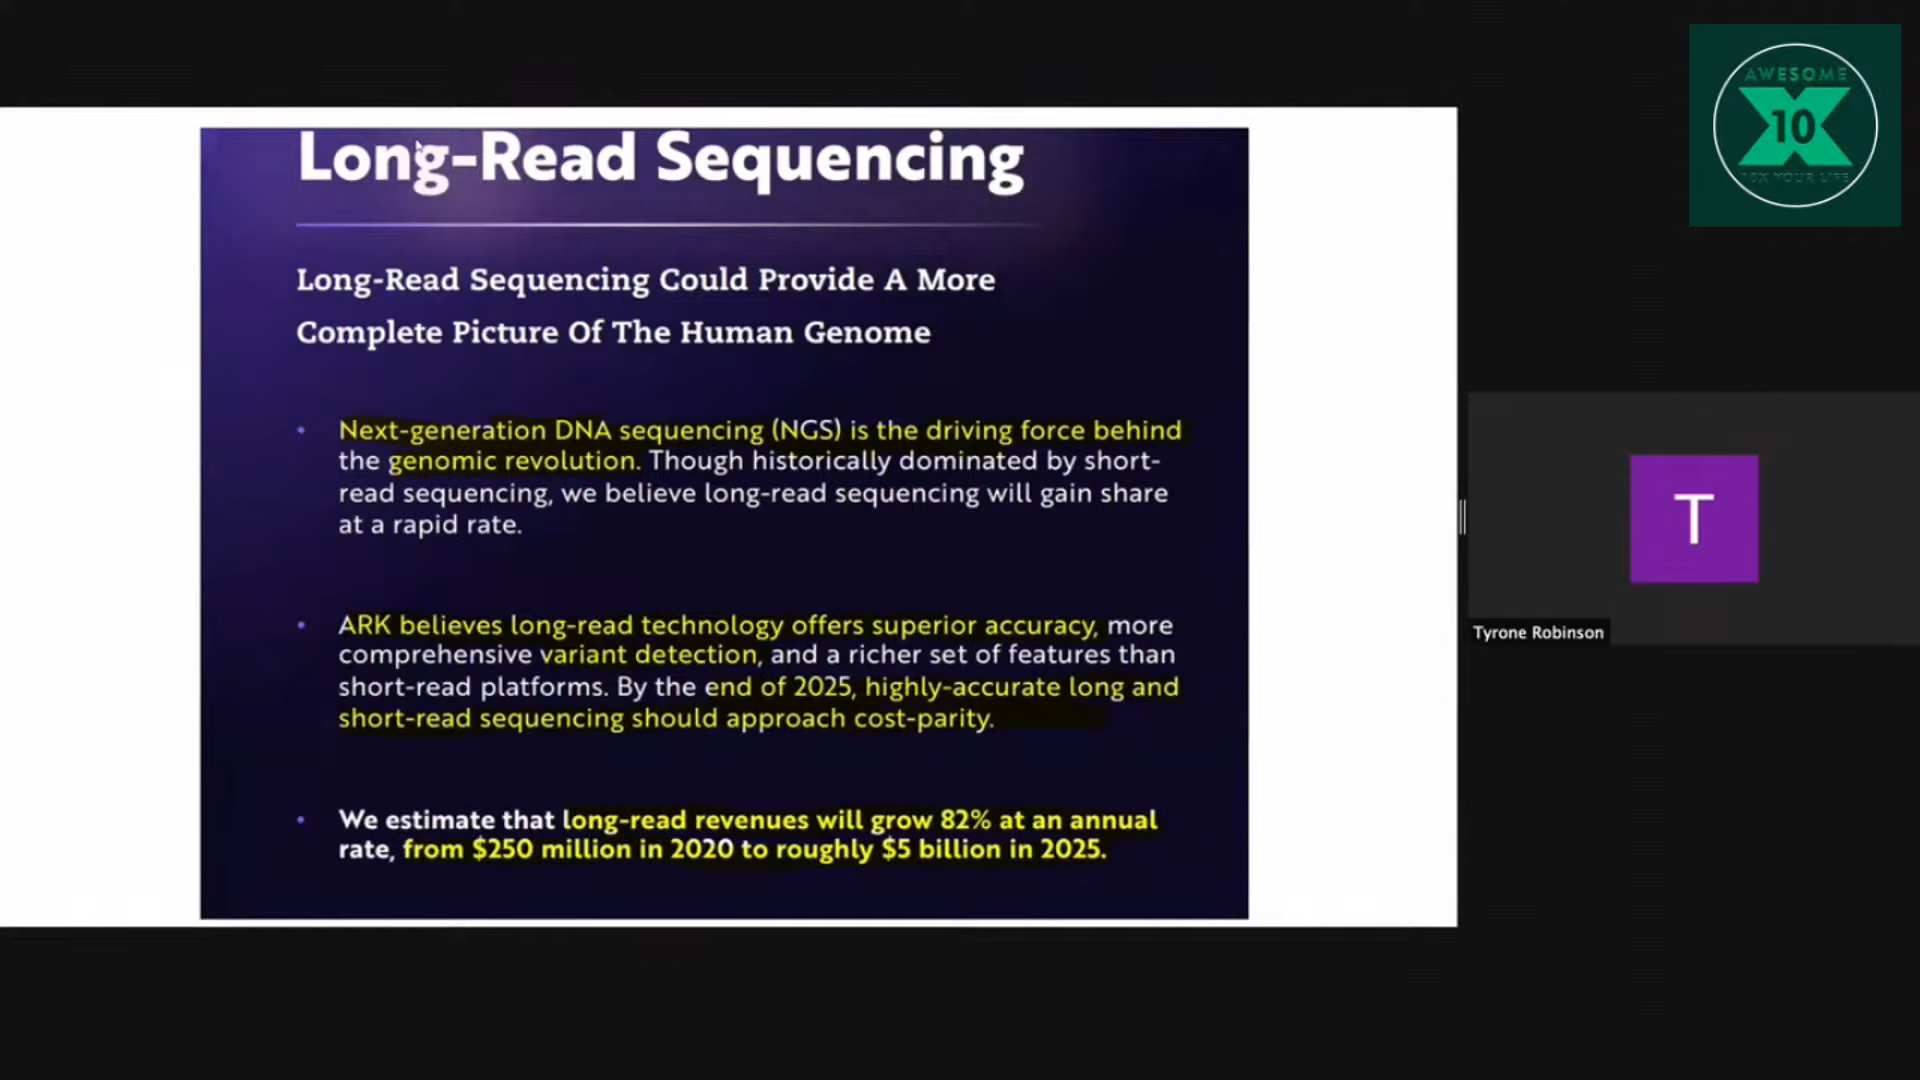 AWESOME
10
10X YOUR LIFE
Long-Read Sequencing
Long-Read Sequencing Could Provide A More
Complete Picture Of The Human Genome
• Next-generation DNA sequencing (NGS) is the driving force behind
the genomic revolution. Though historically dominated by short-
read sequencing, we believe long-read sequencing will gain share
at a rapid rate.
• ARK believes long-read technology offers superior accuracy, more
comprehensive variant detection, and a richer set of features than
short-read platforms. By the end of 2025, highly-accurate long and
short-read sequencing should approach cost-parity.
• We estimate that long-read revenues will grow 82% at an annual
rate, from $250 million in 2020 to roughly $5 billion in 2025.
T
Tyrone Robinson